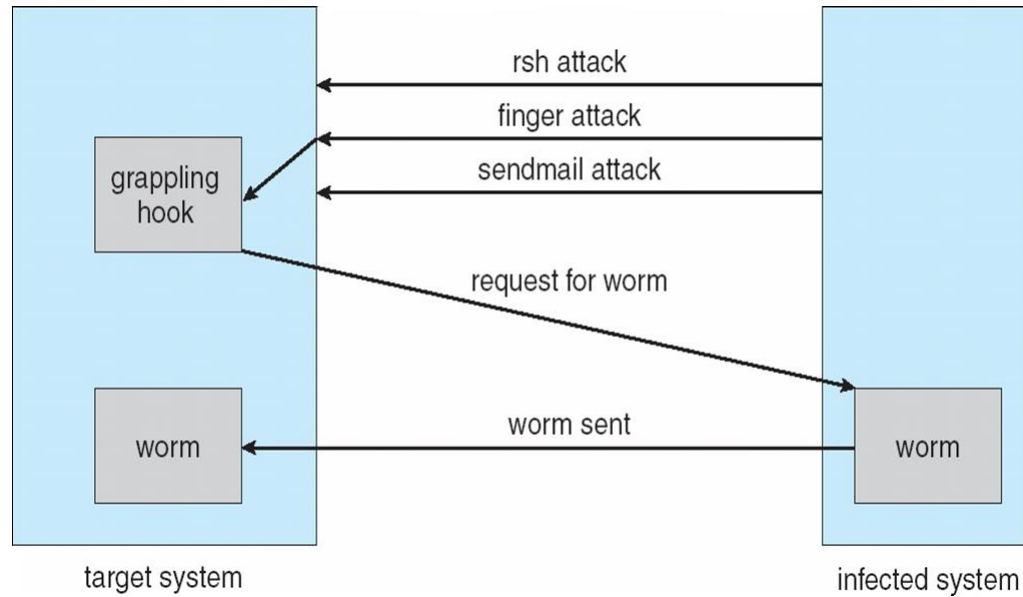 rsh attack
finger attack
sendmail attack
grappling
hook
request for worm
worm sent
worm
worm
target system
infected system